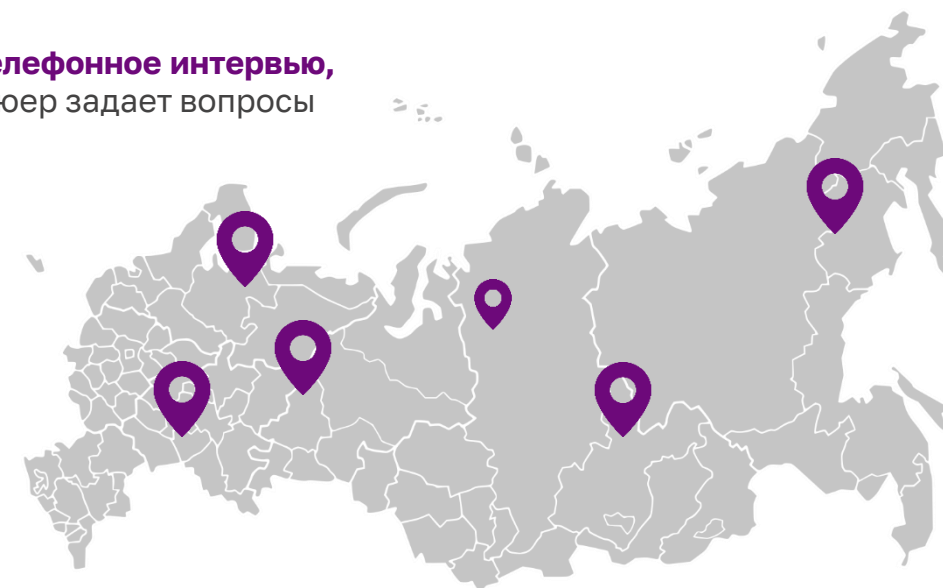 елефонное интервью,
юер задает вопросы